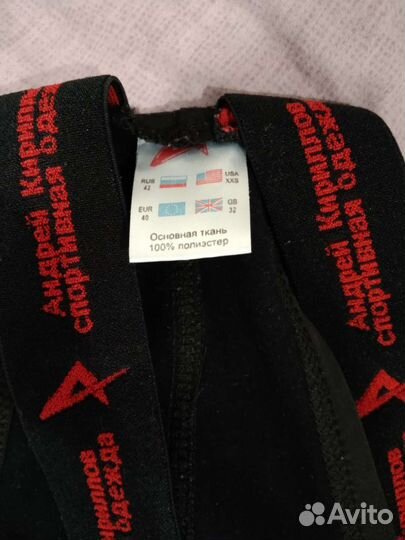 Андрей Кириллов
спортивная одежда
RUS
42
USA
XXS
EUR
40
GB
32
Основная ткань
100% полиэстер
Андрей Кириллов
спортивная одежда
одежда
Avito